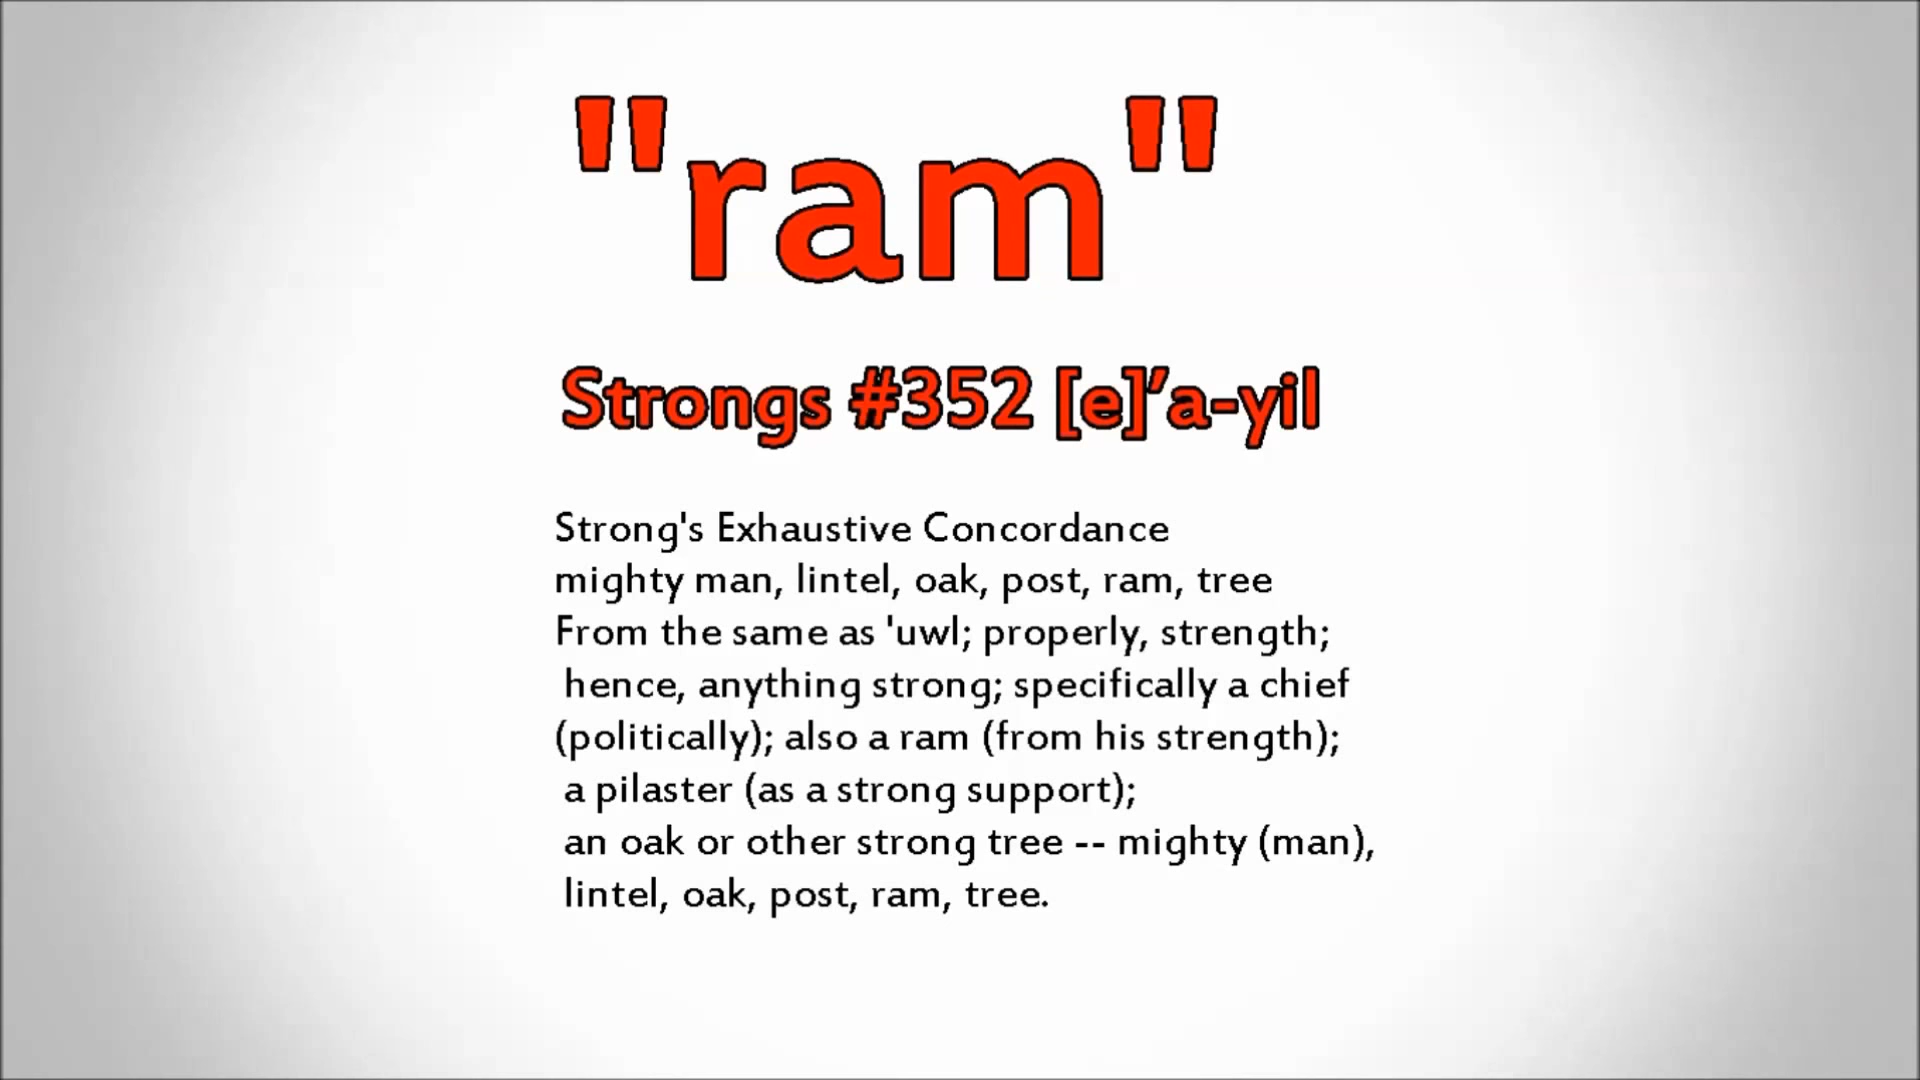 "ram"
Strongs #352 [e]’a-yil
Strong's Exhaustive Concordance
mighty man, lintel, oak, post, ram, tree
From the same as 'uwl; properly, strength;
hence, anything strong; specifically a chief
(politically); also a ram (from his strength);
a pilaster (as a strong support);
an oak or other strong tree -- mighty (man),
lintel, oak, post, ram, tree.